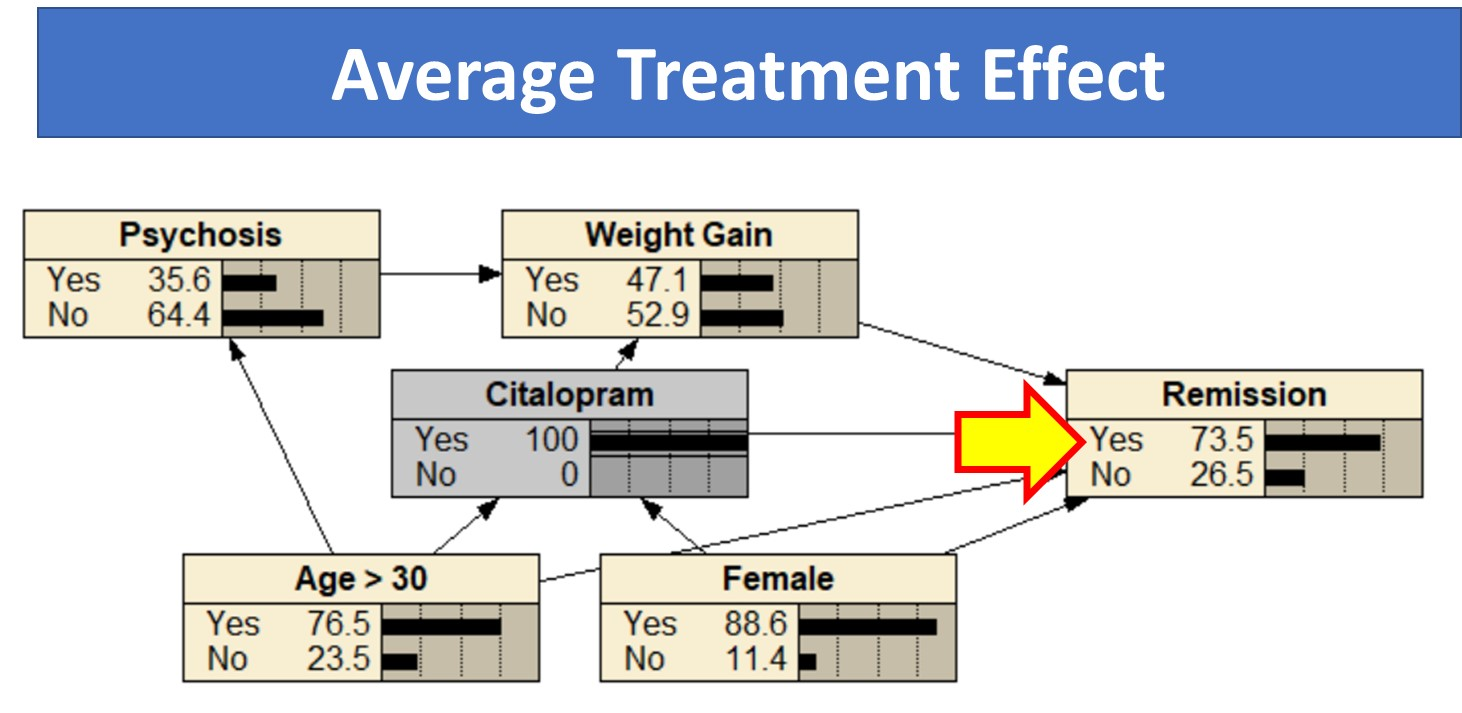 Average Treatment Effect
Psychosis
Yes 35.6
No 64.4
Weight Gain
Yes 47.1
No 52.9
Citalopram
Yes 100
No 0
Remission
Yes 73.5
No 26.5
Age > 30
Yes 76.5
No 23.5
Female
Yes 88.6
No 11.4